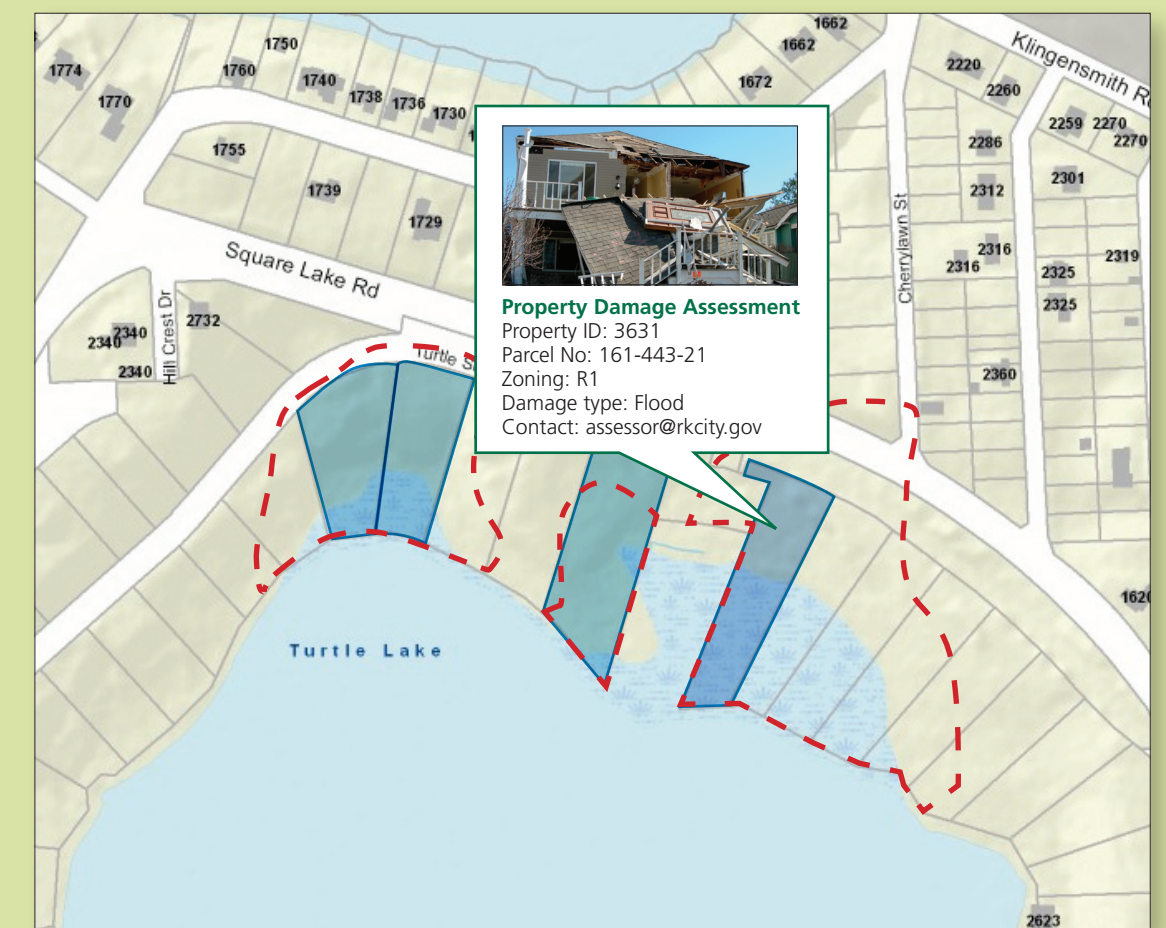 1662
1662
Klingensmith
1750
1774
1760
1740
1738
1736
1730
1770
1672
2220
2260
2259
2270
2270
2286
1755
1739
1729
2312
2301
Square Lake Rd
Cherrylawn St
2316
2316
2319
2325
2325
2340
2340
2340
Hill Crest Dr
2732
Turtle
2360
Property Damage Assessment
Property ID: 3631
Parcel No: 161-443-21
Zoning: R1
Damage type: Flood
Contact: assessor@rkcity.gov
Turtle Lake
2623